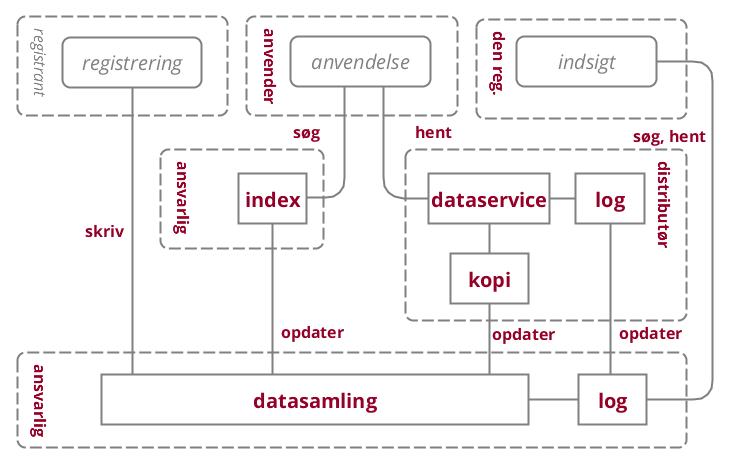 registrant
registrering
anvender
anvendelse
den reg.
indsigt
søg
hent
søg, hent
ansvarlig
index
dataservice
log
distributør
skriv
kopi
opdater
opdater
opdater
ansvarlig
datasamling
log